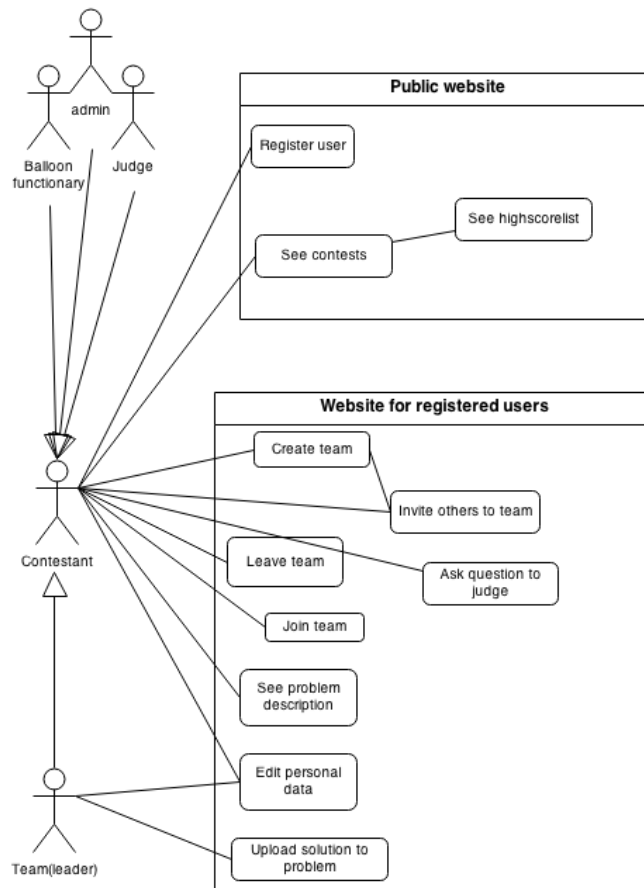 admin
Balloon
functionary
Judge
Public website
Register user
See highscorelist
See contests
Website for registered users
Create team
Invite others to team
Contestant
Leave team
Ask question to
judge
Join team
See problem
description
Edit personal
data
Team(leader)
Upload solution to
problem